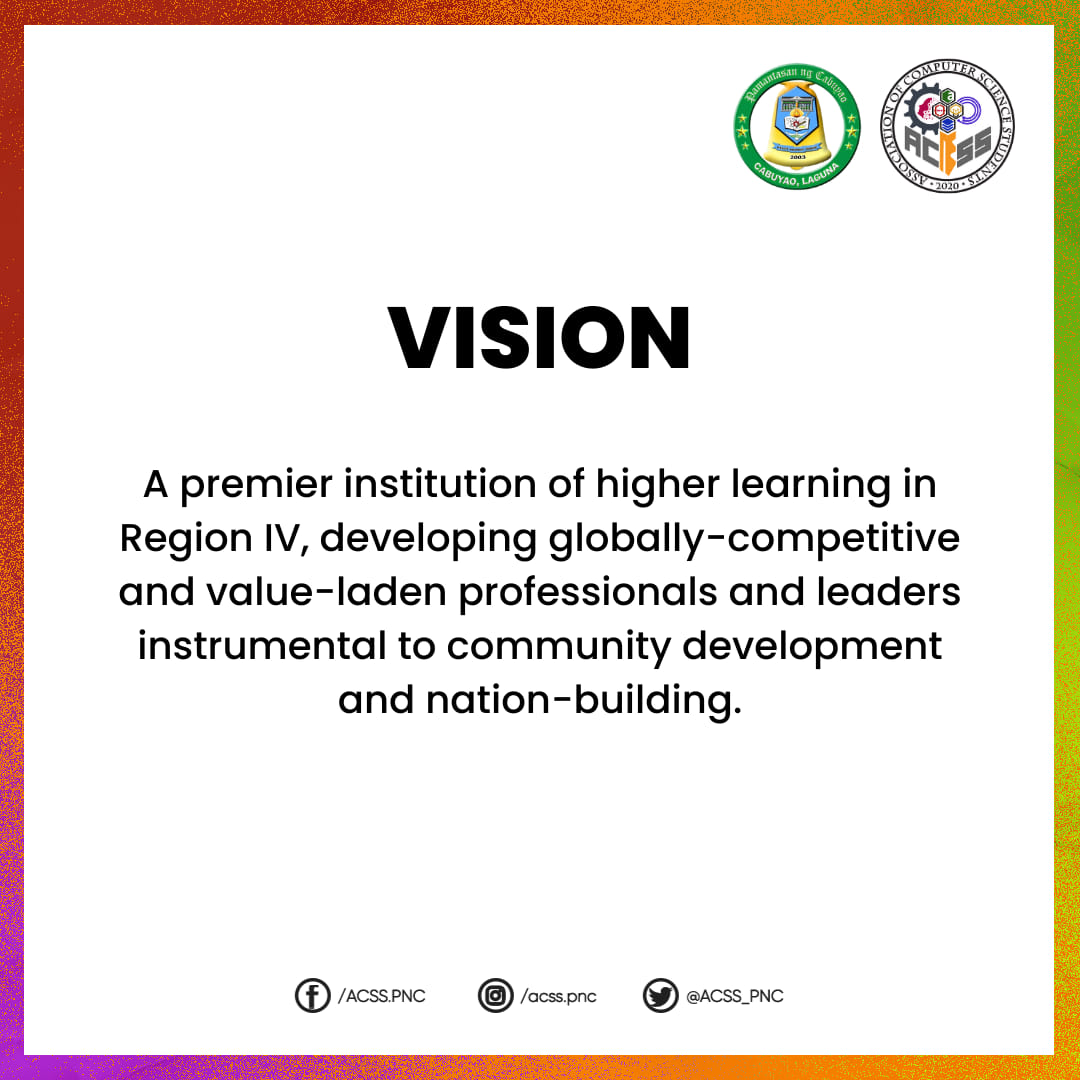 Pamantasan ng Cabuyao
2003
CABUYAO, LAGUNA
ASSOCIATION OF COMPUTER SCIENCE STUDENTS
ACSS
• 2020 •
VISION
A premier institution of higher learning in
Region IV, developing globally-competitive
and value-laden professionals and leaders
instrumental to community development
and nation-building.
/ACSS.PNC
/acss.pnc
@ACSS_PNC